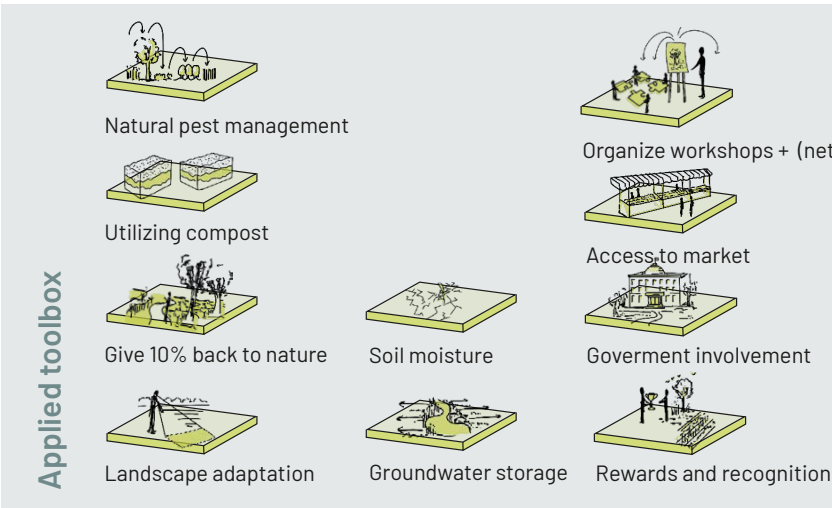 Applied toolbox
Natural pest management
Organize workshops + (net
Utilizing compost
Access to market
Give 10% back to nature
Soil moisture
Goverment involvement
Landscape adaptation
Groundwater storage
Rewards and recognition